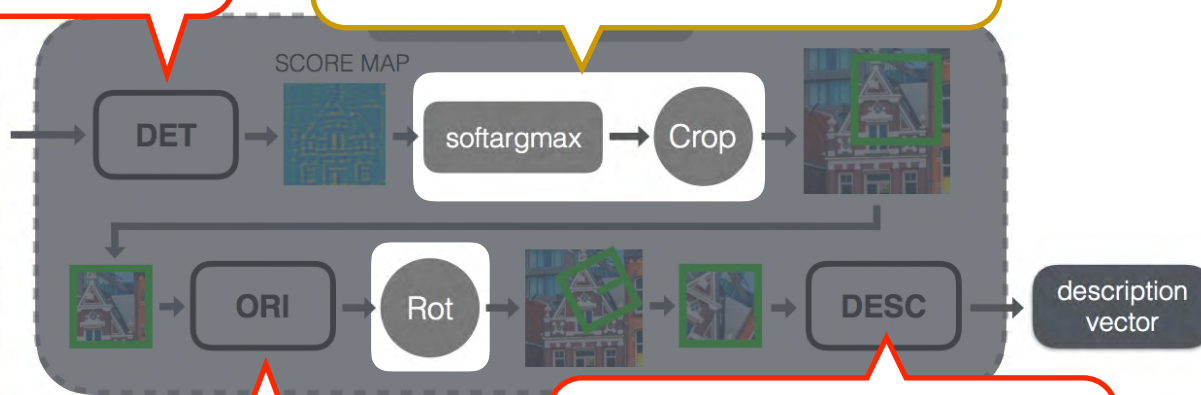 SCORE MAP
DET
softargmax
Crop
ORI
Rot
DESC
description
vector